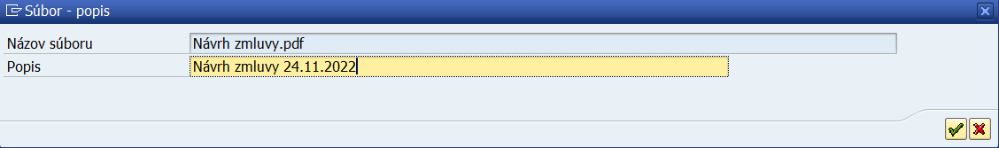 Súbor - popis
Názov súboru Návrh zmluvy.pdf
Popis Návrh zmluvy 24.11.2022